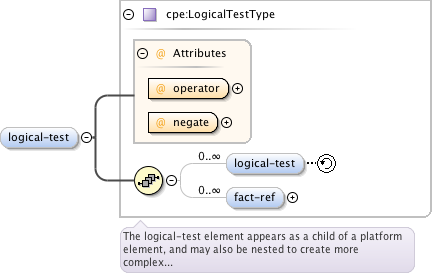 cpe:LogicalTestType
@ Attributes
@ operator
@ negate
logical-test
0..∞
logical-test
0..∞
fact-ref
The logical-test element appears as a child of a platform
element, and may also be nested to create more
complex...